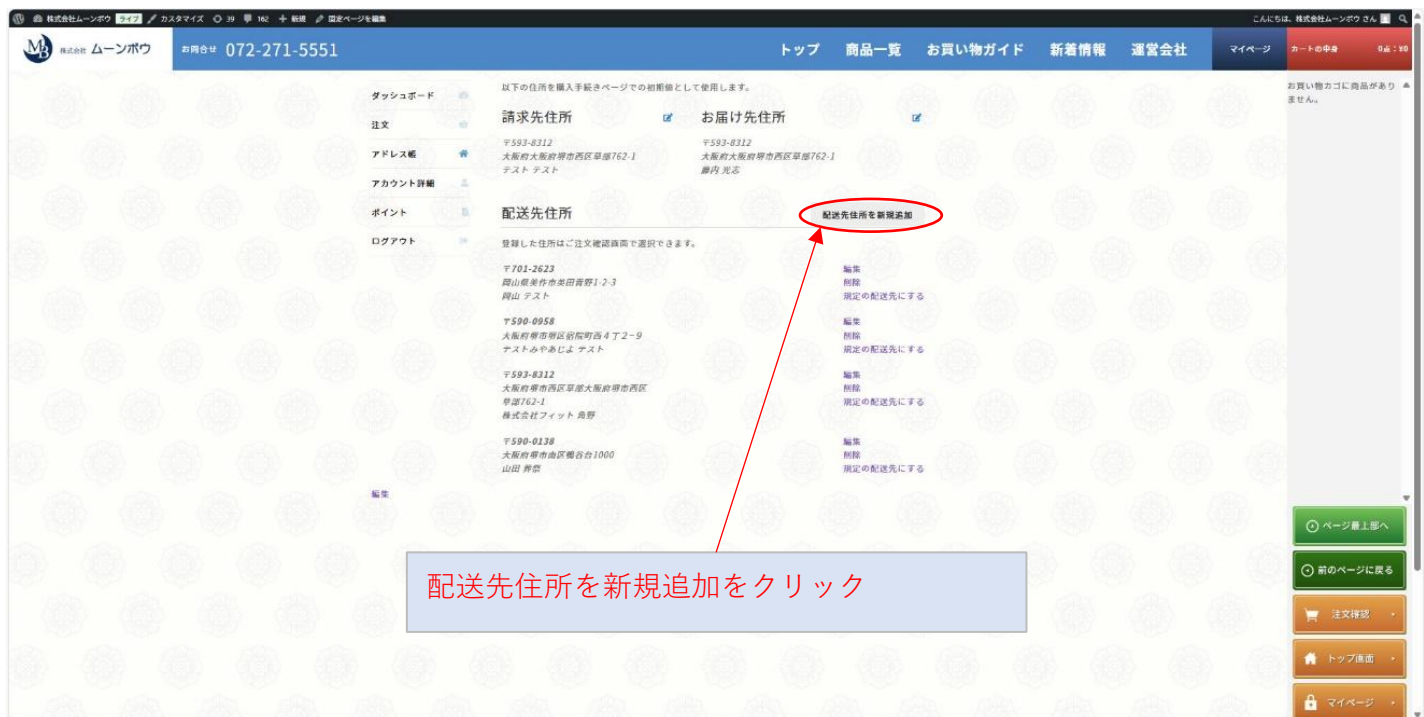 株式会社ムーンボウ ライブ カスタマイズ 39 162 + 新規 固定ページを編集
こんにちは、株式会社ムーンボウ さん
MB 株式会社 ムーンボウ
お問合せ 072-271-5551
トップ 商品一覧 お買い物ガイド 新着情報 運営会社
マイページ
カートの中身 0点：¥0
お買い物カゴに商品がありません。
ダッシュボード
注文
アドレス帳
アカウント詳細
ポイント
ログアウト
以下の住所を購入手続きページでの初期値として使用します。
請求先住所
〒593-8312
大阪府大阪府堺市西区草部762-1
テスト テスト
お届け先住所
〒593-8312
大阪府大阪府堺市西区草部762-1
藤内 光志
配送先住所
配送先住所を新規追加
登録した住所はご注文確認画面で選択できます。
〒701-2623
岡山県美作市英田青野1-2-3
岡山 テスト
編集
削除
規定の配送先にする
〒590-0958
大阪府堺市堺区宿院町西４丁2−9
テストみやあじよ テスト
編集
削除
規定の配送先にする
〒593-8312
大阪府堺市西区草部大阪府堺市西区
草部762-1
株式会社フィット 角野
編集
削除
規定の配送先にする
〒590-0138
大阪府堺市南区鴨谷台1000
山田
編集
削除
規定の配送先にする
編集
配送先住所を新規追加をクリック
ページ最上部へ
前のページに戻る
注文確認
トップ画面
マイページ